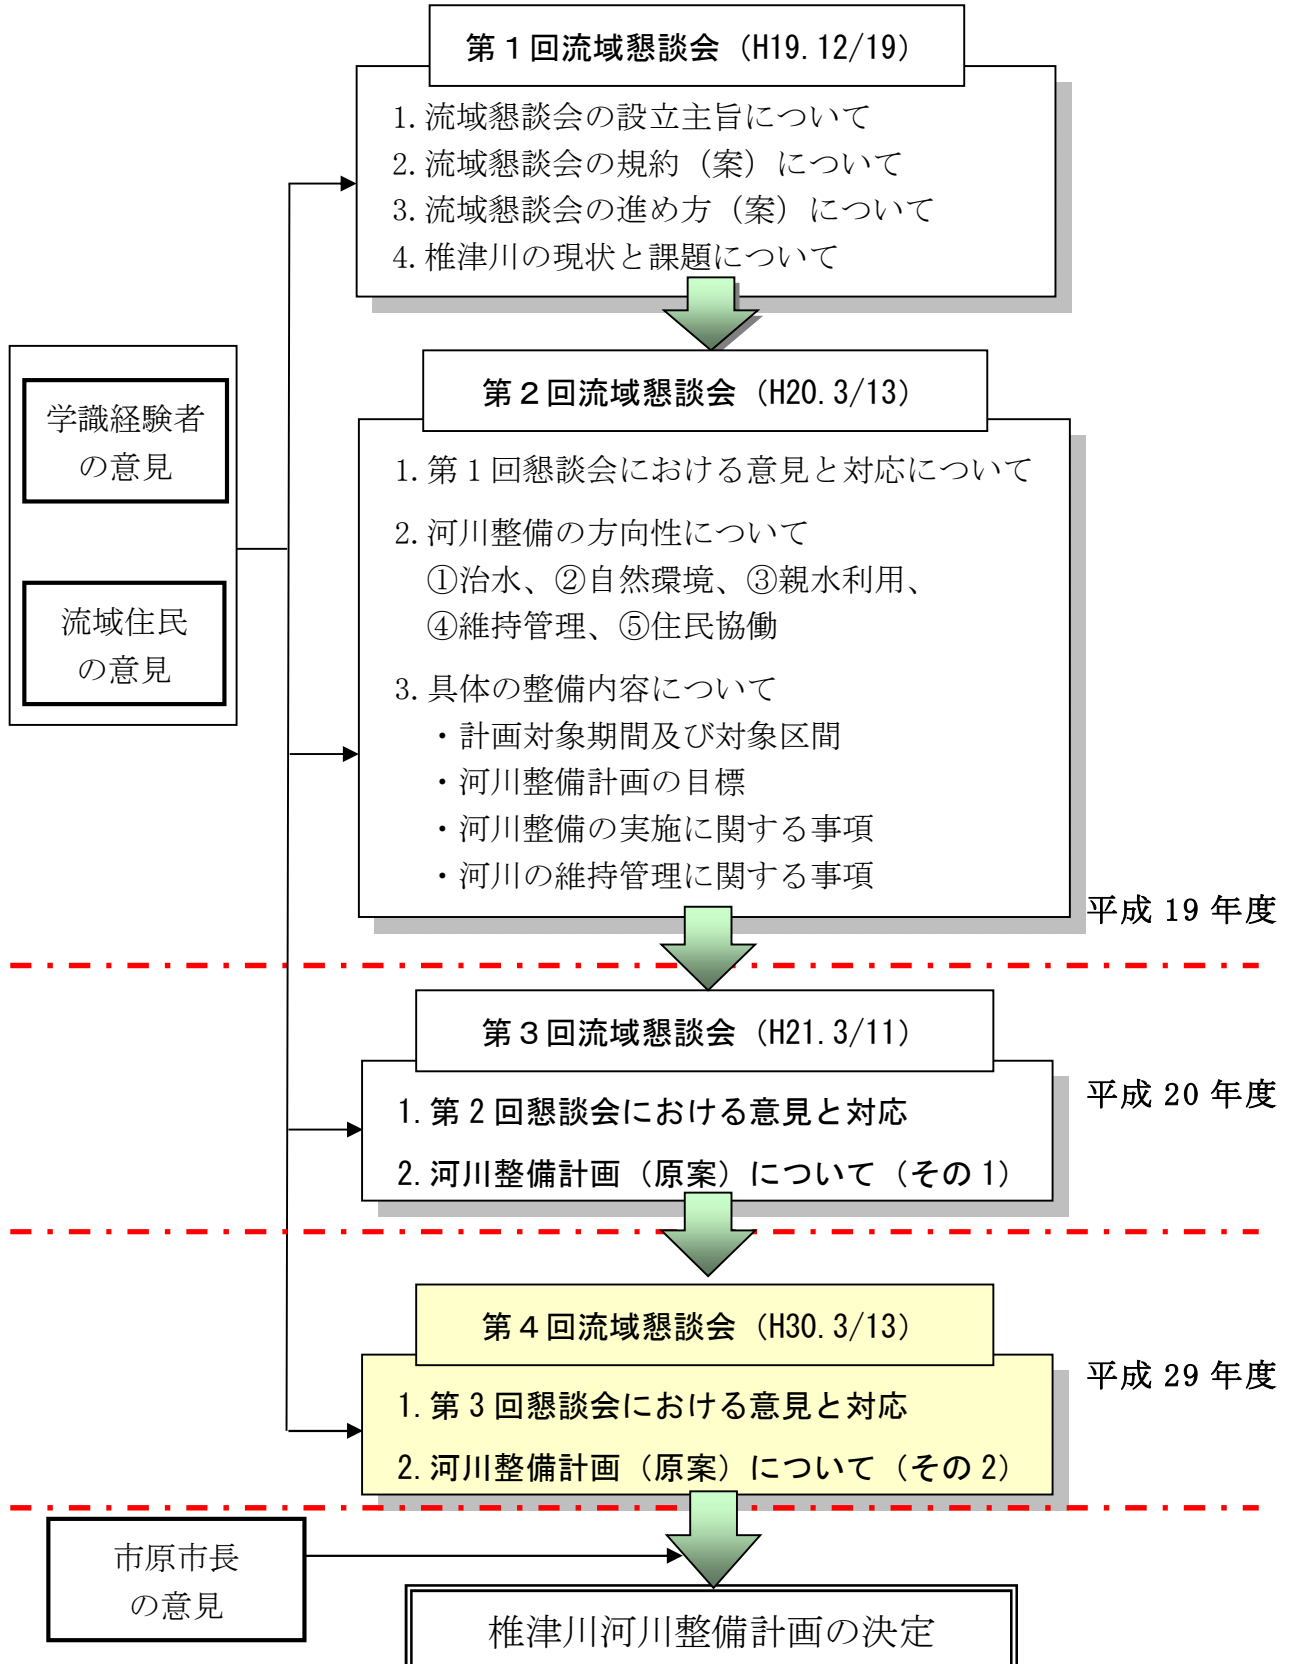 第１回流域懇談会（H19.12/19）
1.流域懇談会の設立主旨について
2.流域懇談会の規約（案）について
3.流域懇談会の進め方（案）について
4.椎津川の現状と課題について
学識経験者
の意見
流域住民
の意見
第２回流域懇談会（H20.3/13）
1.第1回懇談会における意見と対応について
2.河川整備の方向性について
①治水、②自然環境、③親水利用、
④維持管理、⑤住民協働
3.具体の整備内容について
・計画対象期間及び対象区間
・河川整備計画の目標
・河川整備の実施に関する事項
・河川の維持管理に関する事項
平成 19 年度
第３回流域懇談会（H21.3/11）
1.第2回懇談会における意見と対応
2.河川整備計画（原案）について（その1）
平成 20 年度
第４回流域懇談会（H30.3/13）
1.第3回懇談会における意見と対応
2.河川整備計画（原案）について（その2）
平成 29 年度
市原市長
の意見
椎津川河川整備計画の決定